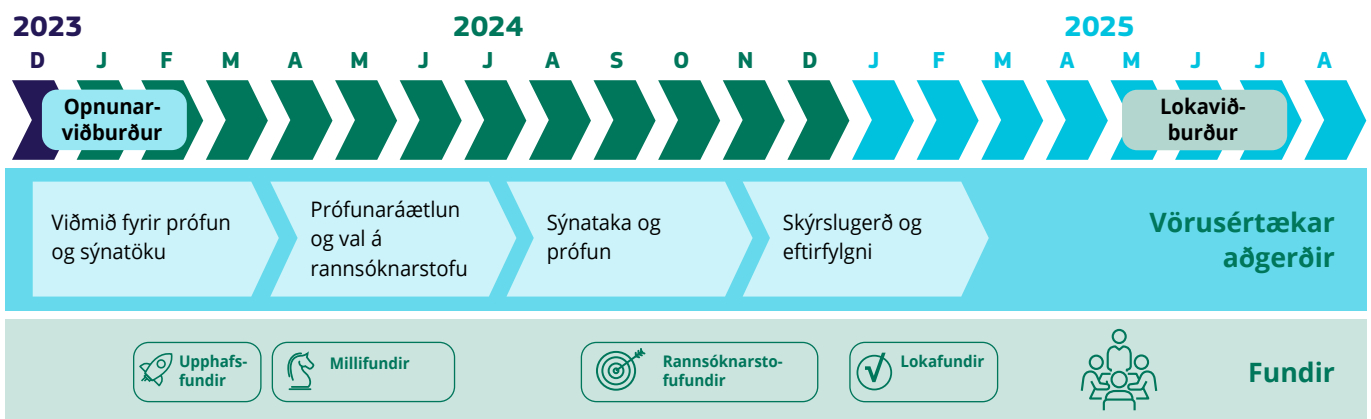 2023 2024 2025
D J F M A M J J A S O N D J F M A M J J A
Opnunar-
viðburður
Lokavið-
burður
Viðmið fyrir prófun
og sýnatöku
Prófunaráætlun
og val á
rannsóknarstofu
Sýnataka og
prófun
Skýrslugerð og
eftirfylgni
Vörusértækar
aðgerðir
Upphafs-
fundir
Millifundir
Rannsóknarsto-
fufundir
Lokafundir
Fundir